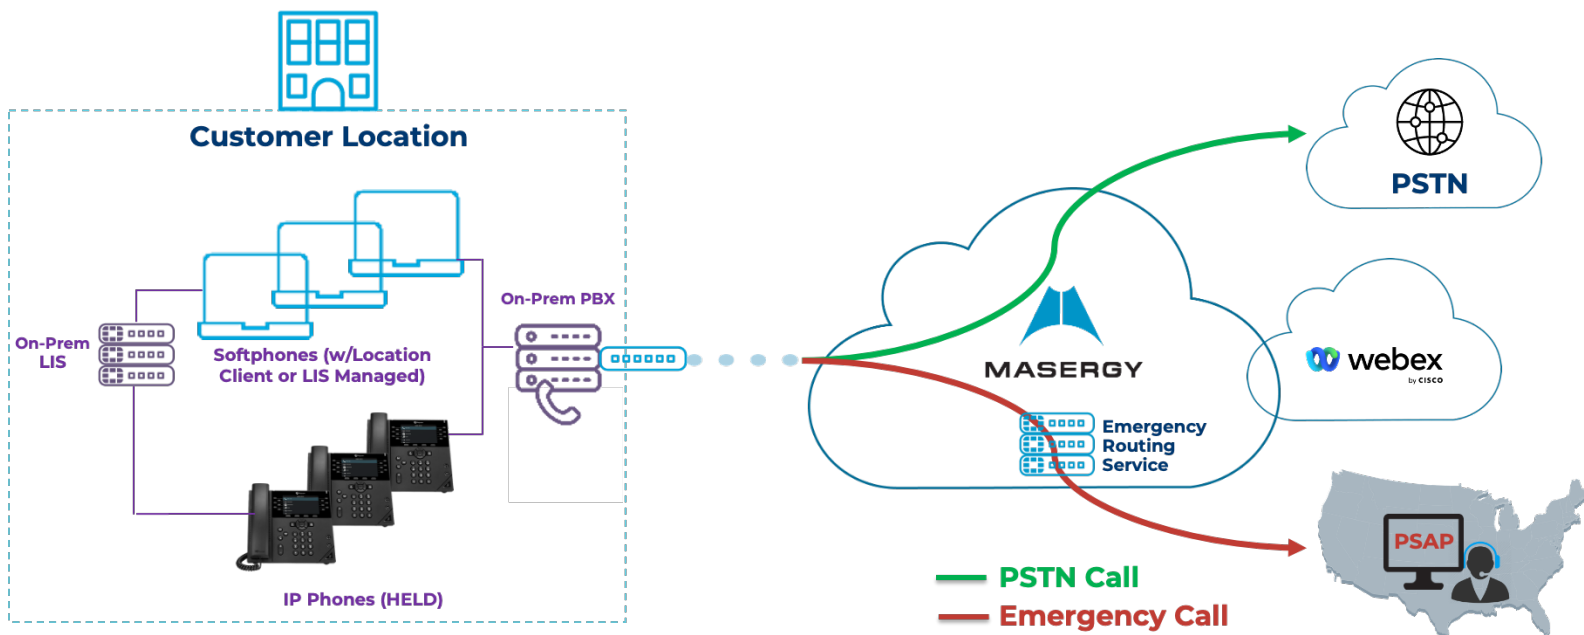 Customer Location
On-Prem PBX
On-Prem
LIS
Softphones (w/Location
Client or LIS Managed)
IP Phones (HELD)
MASERGY
Emergency
Routing
Service
PSTN
webex
by CISCO
PSAP
PSTN Call
Emergency Call